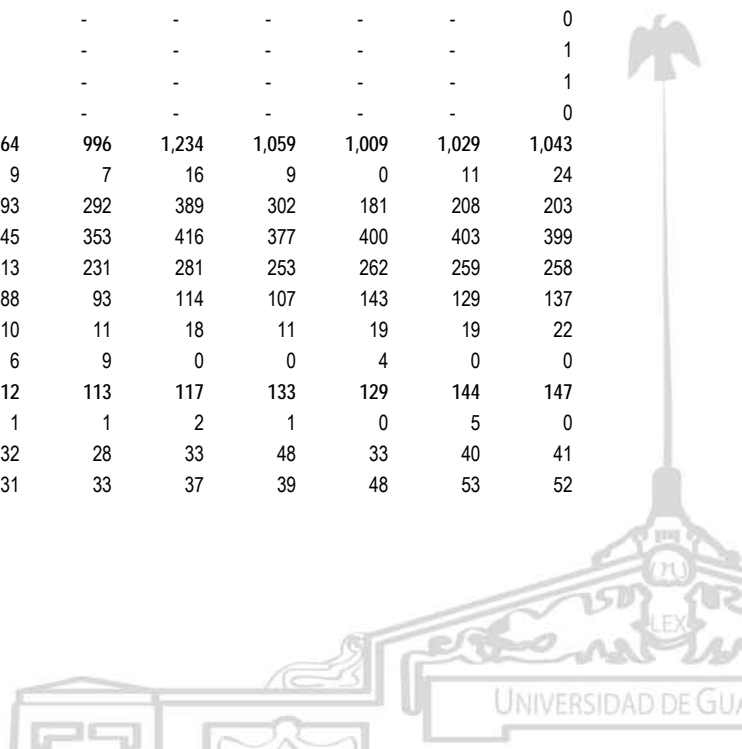 - - - - - 0
- - - - - 1
- - - - - 1
- - - - - 0
64 996 1,234 1,059 1,009 1,029 1,043
9 7 16 9 0 11 24
93 292 389 302 181 208 203
45 353 416 377 400 403 399
13 231 281 253 262 259 258
88 93 114 107 143 129 137
10 11 18 11 19 19 22
6 9 0 0 4 0 0
12 113 117 133 129 144 147
1 1 2 1 0 5 0
32 28 33 48 33 40 41
31 33 37 39 48 53 52
LEX
UNIVERSIDAD DE GUA